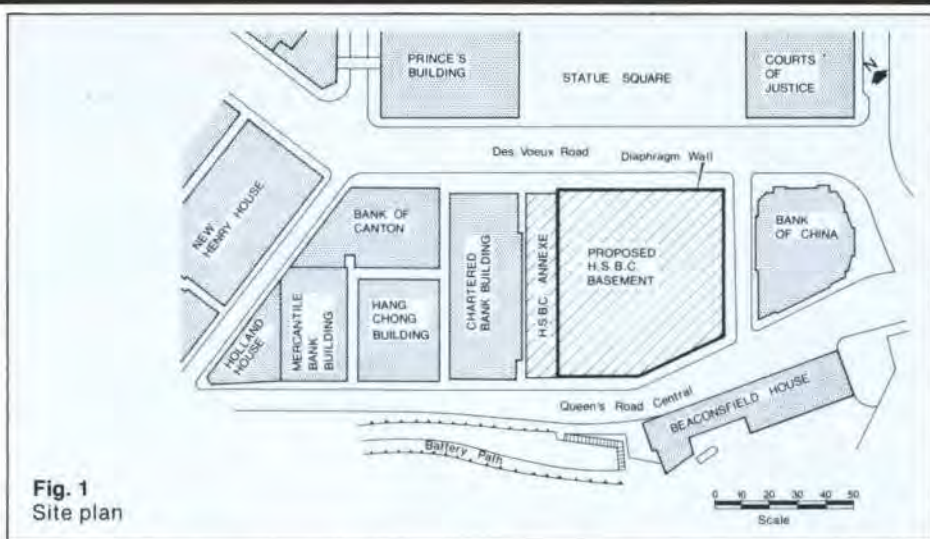 PRINCE'S
BUILDING
STATUE SQUARE
COURTS
OF
JUSTICE
N
Des Voeux Road
Diaphragm Wall
NEW
HENRY HOUSE
BANK OF
CANTON
CHARTERED
BANK BUILDING
H.S.B.C. ANNEXE
PROPOSED
H.S.B.C.
BASEMENT
BANK
OF CHINA
HOLLAND
HOUSE
MERCANTILE
BANK
BUILDING
HANG
CHONG
BUILDING
Queen's Road Central
BEACONSFIELD HOUSE
Battery Path
0 10 20 30 40 50
Scale
Fig. 1
Site plan